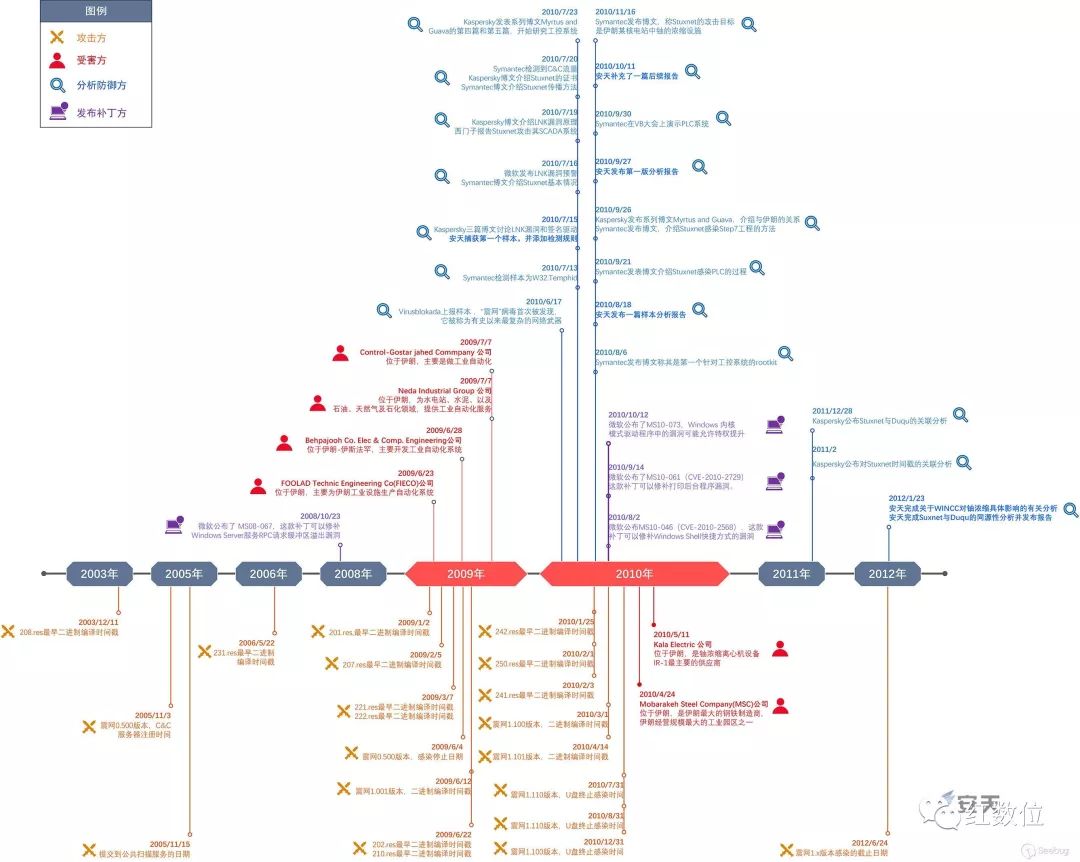 图例
攻击方
受害方
分析防御方
发布补丁方
2010/7/23
Kaspersky发表系列博文Myrtus and
Guava的第四篇和第五篇，开始研究工控系统
2010/7/20
Symantec检测到C&C流量
Kaspersky博文介绍Stuxnet的证书
Symantec博文介绍Stuxnet传播方法
2010/7/19
Kaspersky博文介绍LNK漏洞原理
西门子报告Stuxnet攻击其SCADA系统
2010/7/16
微软发布LNK漏洞预警
Symantec博文介绍Stuxnet基本情况
2010/7/15
Kaspersky三篇博文讨论LNK漏洞和签名驱动
安天捕获第一个样本，并添加检测规则
2010/7/13
Symantec检测样本为W32.Temphid
2010/6/17
Virusblokada上报样本，“震网”病毒首次被发现，
它被称为有史以来最复杂的网络武器
2010/11/16
Symantec发布博文，称Stuxnet的攻击目标
是伊朗某核电站中铀的浓缩设施
2010/10/11
安天补充了一篇后续报告
2010/9/30
Symantec在VB大会上演示PLC系统
2010/9/27
安天发布第一版分析报告
2010/9/26
Kaspersky发布系列博文Myrtus and Guava，介绍与伊朗的关系
Symantec发布博文，介绍Stuxnet感染Step7工程的方法
2010/9/21
Symantec发表博文介绍Stuxnet感染PLC的过程
2010/8/18
安天发布一篇样本分析报告
2010/8/6
Symantec发布博文称其是第一个针对工控系统的rootkit
2009/7/7
Control-Gostar jahed Commpany 公司
位于伊朗，主要是做工业自动化
2009/7/7
Neda Industrial Group 公司
位于伊朗，为水电站、水泥、以及
石油、天然气及石化领域，提供工业自动化服务
2009/6/28
Behpajooh Co. Elec & Comp. Engineering公司
位于伊朗-伊斯法罕，主要开发工业自动化系统
2009/6/23
FOOLAD Technic Engineering Co(FIECO)公司
位于伊朗，主要为伊朗工业设施生产自动化系统
2008/10/23
微软公布了 MS08-067，这款补丁可以修补
Windows Server服务RPC请求缓冲区溢出漏洞
2010/10/12
微软公布了MS10-073，Windows 内核
模式驱动程序中的漏洞可能允许特权提升
2010/9/14
微软公布了MS10-061（CVE-2010-2729）
这款补丁可以修补打印后台程序漏洞。
2010/8/2
微软公布MS10-046（CVE-2010-2568），这款
补丁可以修补Windows Shell快捷方式的漏洞
2011/12/28
Kaspersky公布Stuxnet与Duqu的关联分析
2011/2
Kaspersky公布对Stuxnet时间戳的关联分析
2012/1/23
安天完成关于WINCC对铀浓缩具体影响的有关分析
安天完成Suxnet与Duqu的同源性分析并发布报告
2003年
2005年
2006年
2008年
2009年
2010年
2011年
2012年
2003/12/11
208.res最早二进制编译时间戳
2005/11/3
震网0.500版本，C&C
服务器注册时间
2005/11/15
提交到公共扫描服务的日期
2006/5/22
231.res最早二进制
编译时间戳
2009/1/2
201.res,最早二进制编译时间戳
2009/2/5
207.res最早二进制编译时间戳
2009/3/7
221.res最早二进制编译时间戳
222.res最早二进制编译时间戳
2009/6/4
震网0.500版本，感染停止日期
2009/6/12
震网1.001版本，二进制编译时间戳
2009/6/22
202.res最早二进制编译时间戳
210.res最早二进制编译时间戳
2010/1/25
242.res最早二进制编译时间戳
2010/2/1
250.res最早二进制编译时间戳
2010/2/3
241.res最早二进制编译时间戳
2010/3/1
震网1.100版本，二进制编译时间戳
2010/4/14
震网1.101版本，二进制编译时间戳
2010/7/31
震网1.110版本，U盘终止感染时间
2010/8/31
震网1.110版本，U盘终止感染时间
2010/12/31
震网1.100版本，U盘终止感染时间
2010/5/11
Kala Electric 公司
位于伊朗，是铀浓缩离心机设备
IR-1最主要的供应商
2010/4/24
Mobarakeh Steel Company(MSC)公司
位于伊朗，是伊朗最大的钢铁制造商，
伊朗经营规模最大的工业园区之一
2012/6/24
震网1.x版本感染的截止日期
安天
红数位
Seebug